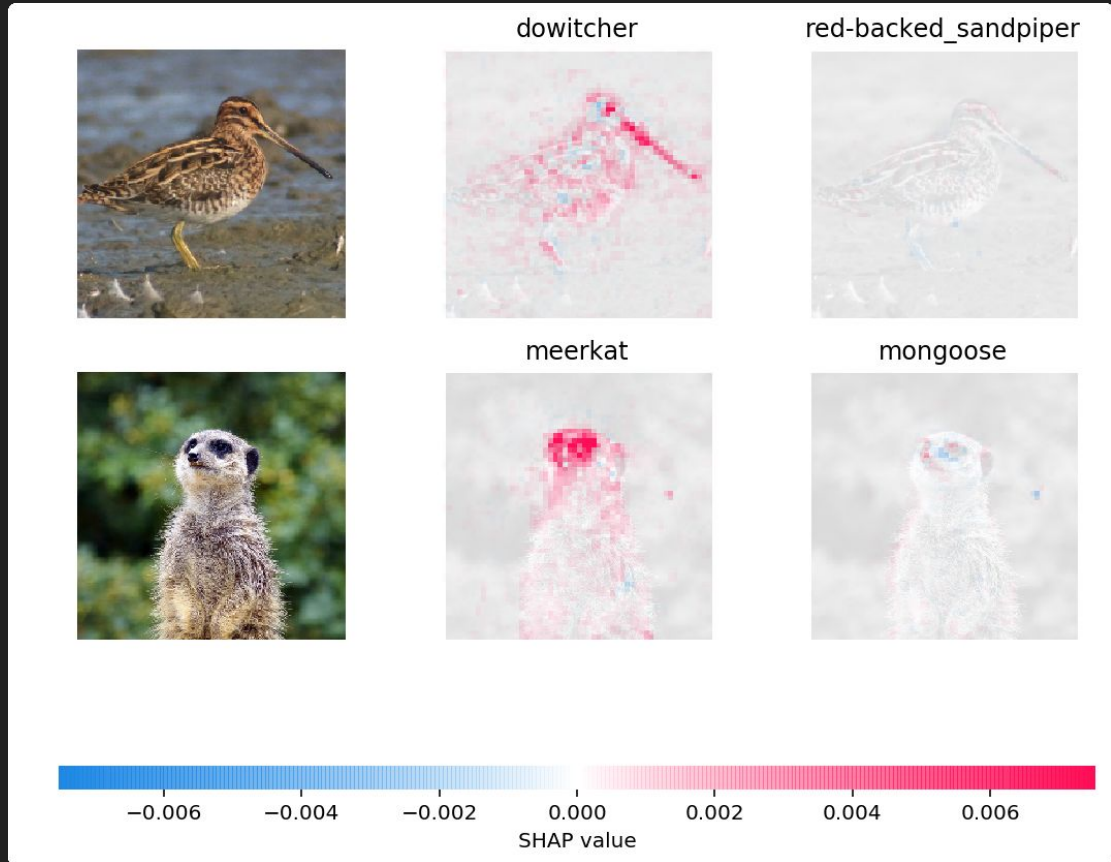 dowitcher
red-backed_sandpiper
meerkat
mongoose
−0.006 −0.004 −0.002 0.000 0.002 0.004 0.006
SHAP value